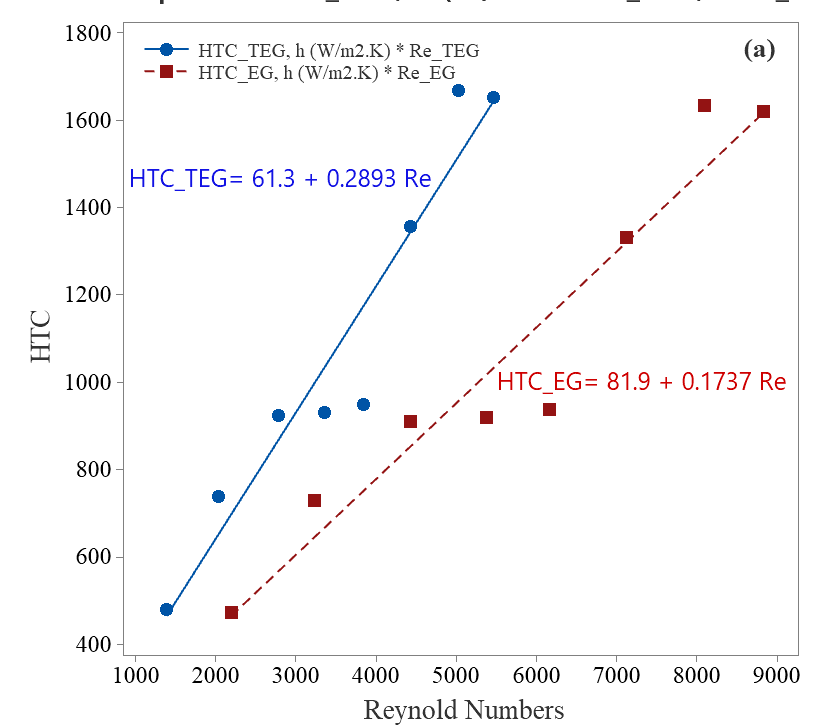 1800
HTC_TEG, h (W/m2.K) * Re_TEG
(a)
HTC_EG, h (W/m2.K) * Re_EG
1600
HTC_TEG= 61.3 + 0.2893 Re
1400
1200
HTC
1000
HTC_EG= 81.9 + 0.1737 Re
800
600
400
1000 2000 3000 4000 5000 6000 7000 8000 9000
Reynold Numbers